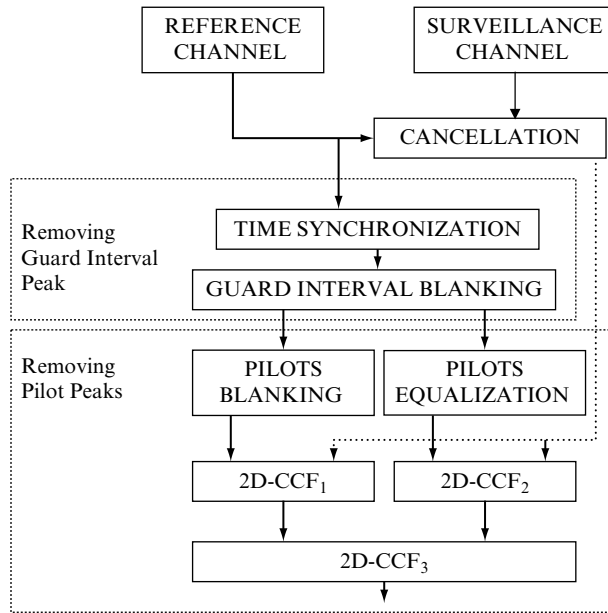 REFERENCE
CHANNEL
SURVEILLANCE
CHANNEL
CANCELLATION
Removing
Guard Interval
Peak
TIME SYNCHRONIZATION
GUARD INTERVAL BLANKING
Removing
Pilot Peaks
PILOTS
BLANKING
PILOTS
EQUALIZATION
2D-CCF₁
2D-CCF₂
2D-CCF₃